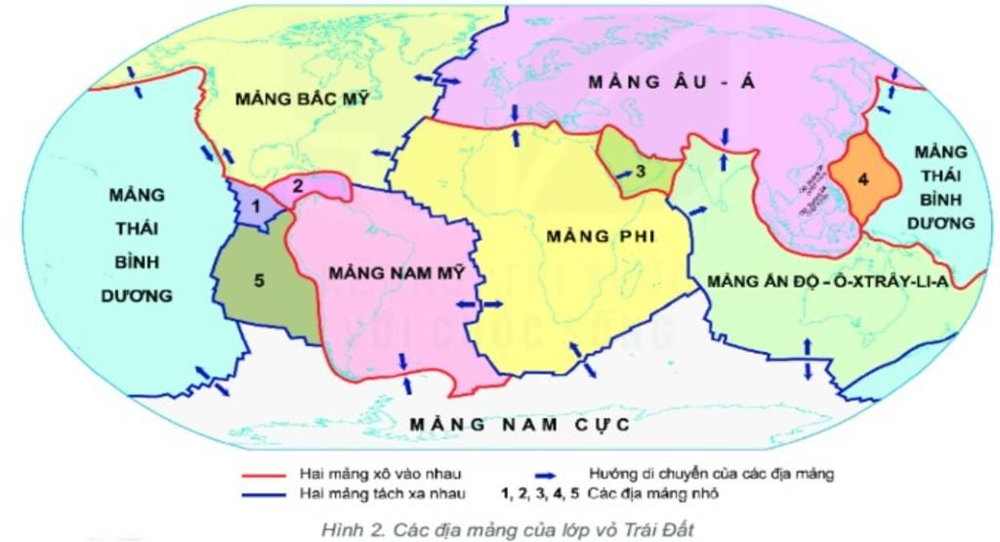 MẢNG ÂU - Á
MẢNG BẮC MỸ
MẢNG THÁI BÌNH DƯƠNG
3
2
4
1
MẢNG THÁI BÌNH DƯƠNG
MẢNG PHI
MẢNG NAM MỸ
5
MẢNG ẤN ĐỘ - Ô-XTRÂY-LI-A
VỚI CUỘC SỐNG
MẢNG NAM CỰC
Hai mảng xô vào nhau
Hướng di chuyển của các địa mảng
Hai mảng tách xa nhau
1, 2, 3, 4, 5 Các địa mảng nhỏ
Hình 2. Các địa mảng của lớp vỏ Trái Đất